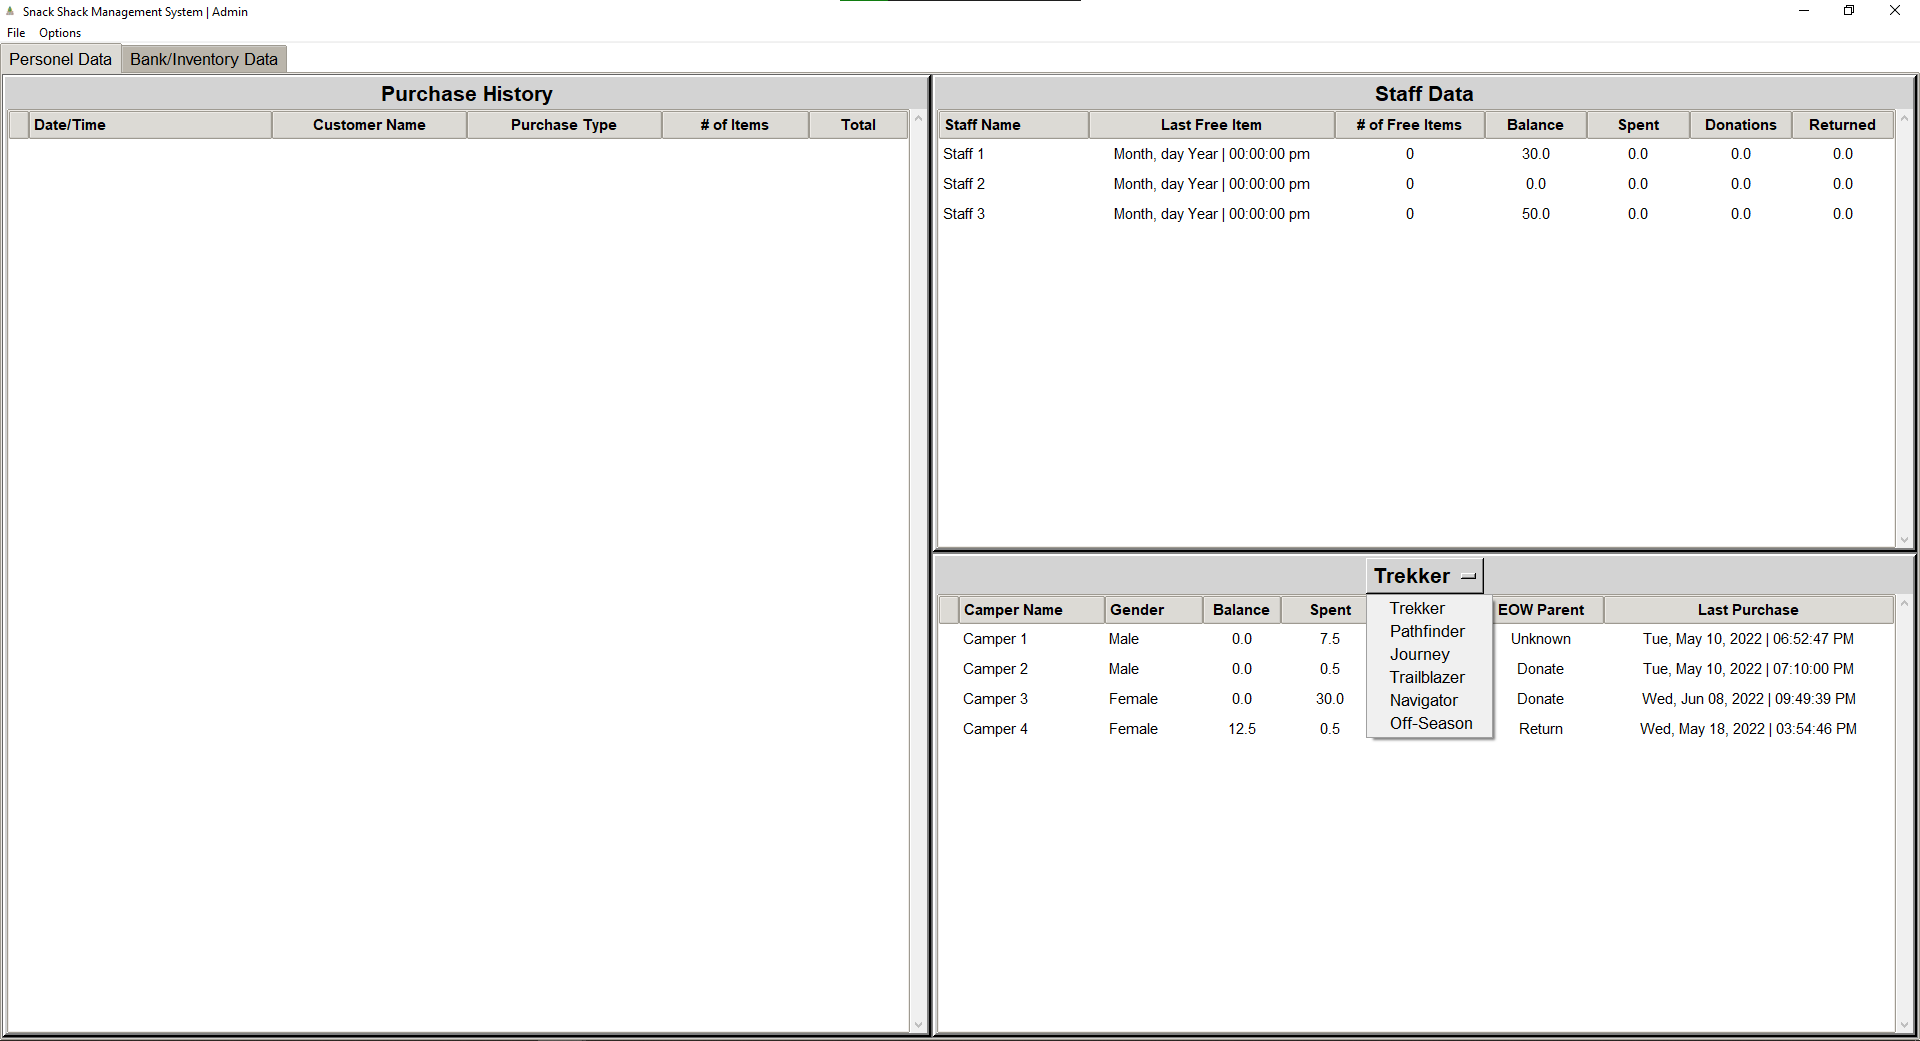 Snack Shack Management System | Admin
File Options
Personel Data Bank/Inventory Data
Purchase History
Date/Time Customer Name Purchase Type # of Items Total
Staff Data
Staff Name Last Free Item # of Free Items Balance Spent Donations Returned
Staff 1 Month, day Year | 00:00:00 pm 0 30.0 0.0 0.0 0.0
Staff 2 Month, day Year | 00:00:00 pm 0 0.0 0.0 0.0 0.0
Staff 3 Month, day Year | 00:00:00 pm 0 50.0 0.0 0.0 0.0
Trekker
Trekker
Pathfinder
Journey
Trailblazer
Navigator
Off-Season
Camper Name Gender Balance Spent EOW Parent Last Purchase
Camper 1 Male 0.0 7.5 Unknown Tue, May 10, 2022 | 06:52:47 PM
Camper 2 Male 0.0 0.5 Donate Tue, May 10, 2022 | 07:10:00 PM
Camper 3 Female 0.0 30.0 Donate Wed, Jun 08, 2022 | 09:49:39 PM
Camper 4 Female 12.5 0.5 Return Wed, May 18, 2022 | 03:54:46 PM